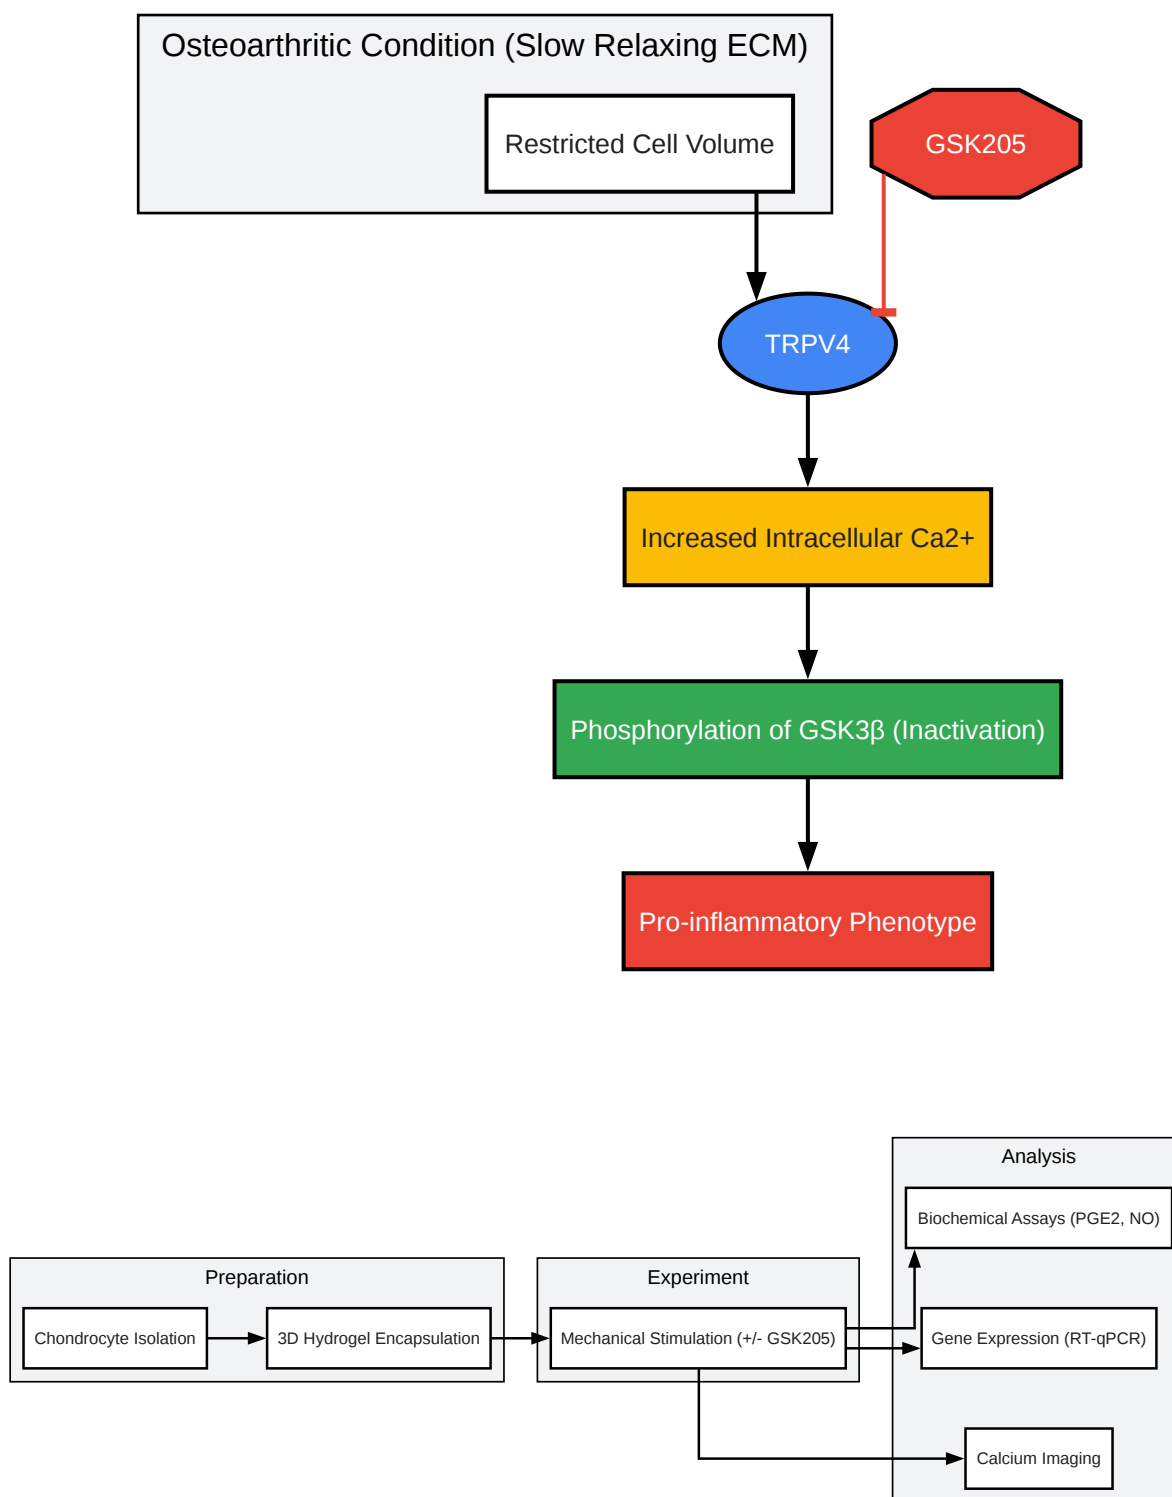 Osteoarthritic Condition (Slow Relaxing ECM)
Restricted Cell Volume
GSK205
TRPV4
Increased Intracellular Ca2+
Phosphorylation of GSK3β (Inactivation)
Pro-inflammatory Phenotype
Preparation
Chondrocyte Isolation
3D Hydrogel Encapsulation
Experiment
Mechanical Stimulation (+/- GSK205)
Analysis
Biochemical Assays (PGE2, NO)
Gene Expression (RT-qPCR)
Calcium Imaging